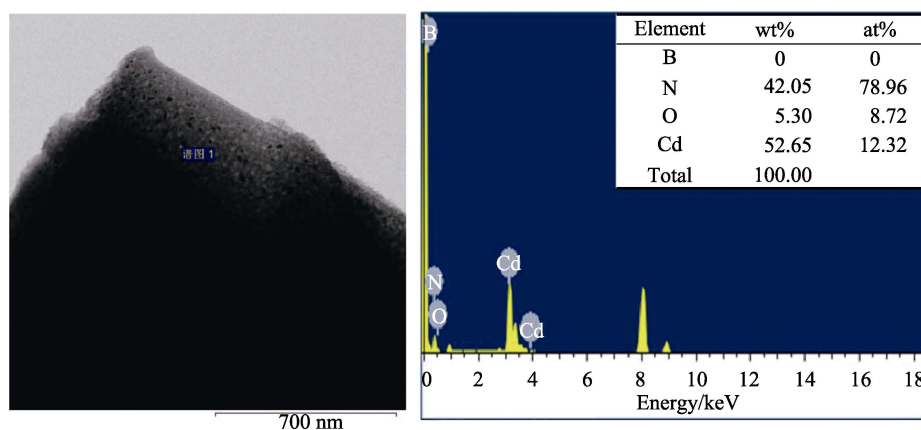 谱图 1
700 nm
B
N
O
Cd
Cd
Element wt% at%
B 0 0
N 42.05 78.96
O 5.30 8.72
Cd 52.65 12.32
Total 100.00
0 2 4 6 8 10 12 14 16 18
Energy/keV